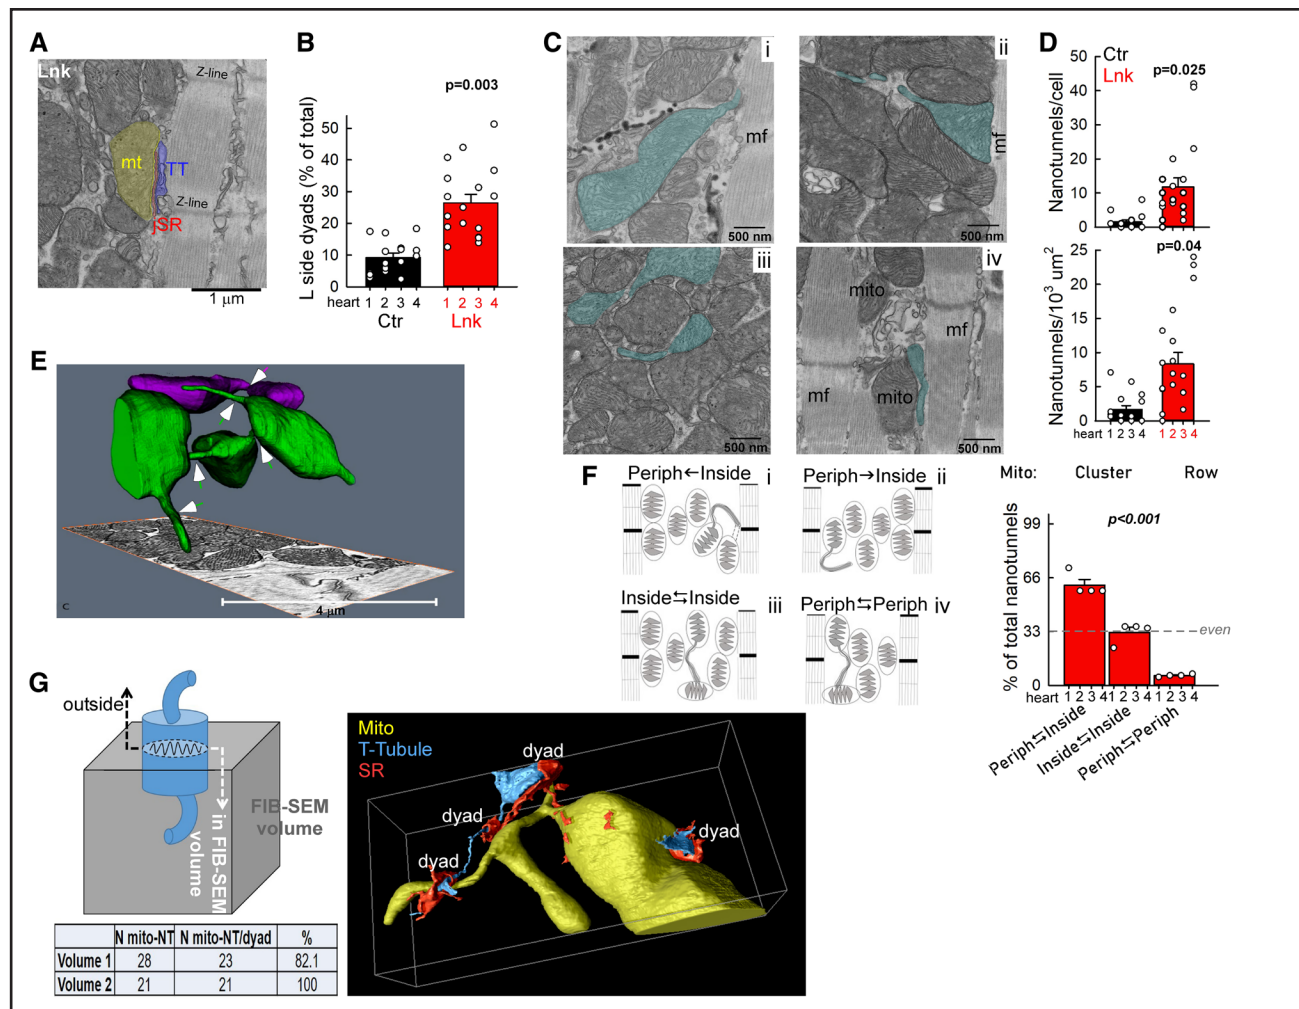 A
Lnk
Z-line
mt
TT
Z-line
jSR
1 µm
B
p=0.003
L side dyads (% of total)
50
40
30
20
10
0
heart 1 2 3 4 1 2 3 4
Ctr Lnk
C
i
mf
500 nm
ii
mf
500 nm
iii
500 nm
iv
mito
mf
mf
mito
500 nm
D
Ctr
Lnk
p=0.025
Nanotunnels/cell
50
40
30
20
10
0
p=0.04
Nanotunnels/10³ um²
25
20
15
10
5
0
heart 1 2 3 4 1 2 3 4
E
4 µm
C
F
Periph←Inside i
Periph→Inside ii
Inside⇆Inside iii
Periph⇆Periph iv
Mito: Cluster Row
p<0.001
% of total nanotunnels
99
66
33
0
even
heart 1 2 3 4 1 2 3 4 1 2 3 4
Periph⇆Inside
Inside⇆Inside
Periph⇆Periph
G
outside
in FIB-SEM
volume
FIB-SEM
volume
N mito-NT N mito-NT/dyad %
Volume 1 28 23 82.1
Volume 2 21 21 100
Mito
T-Tubule
SR
dyad
dyad
dyad
dyad